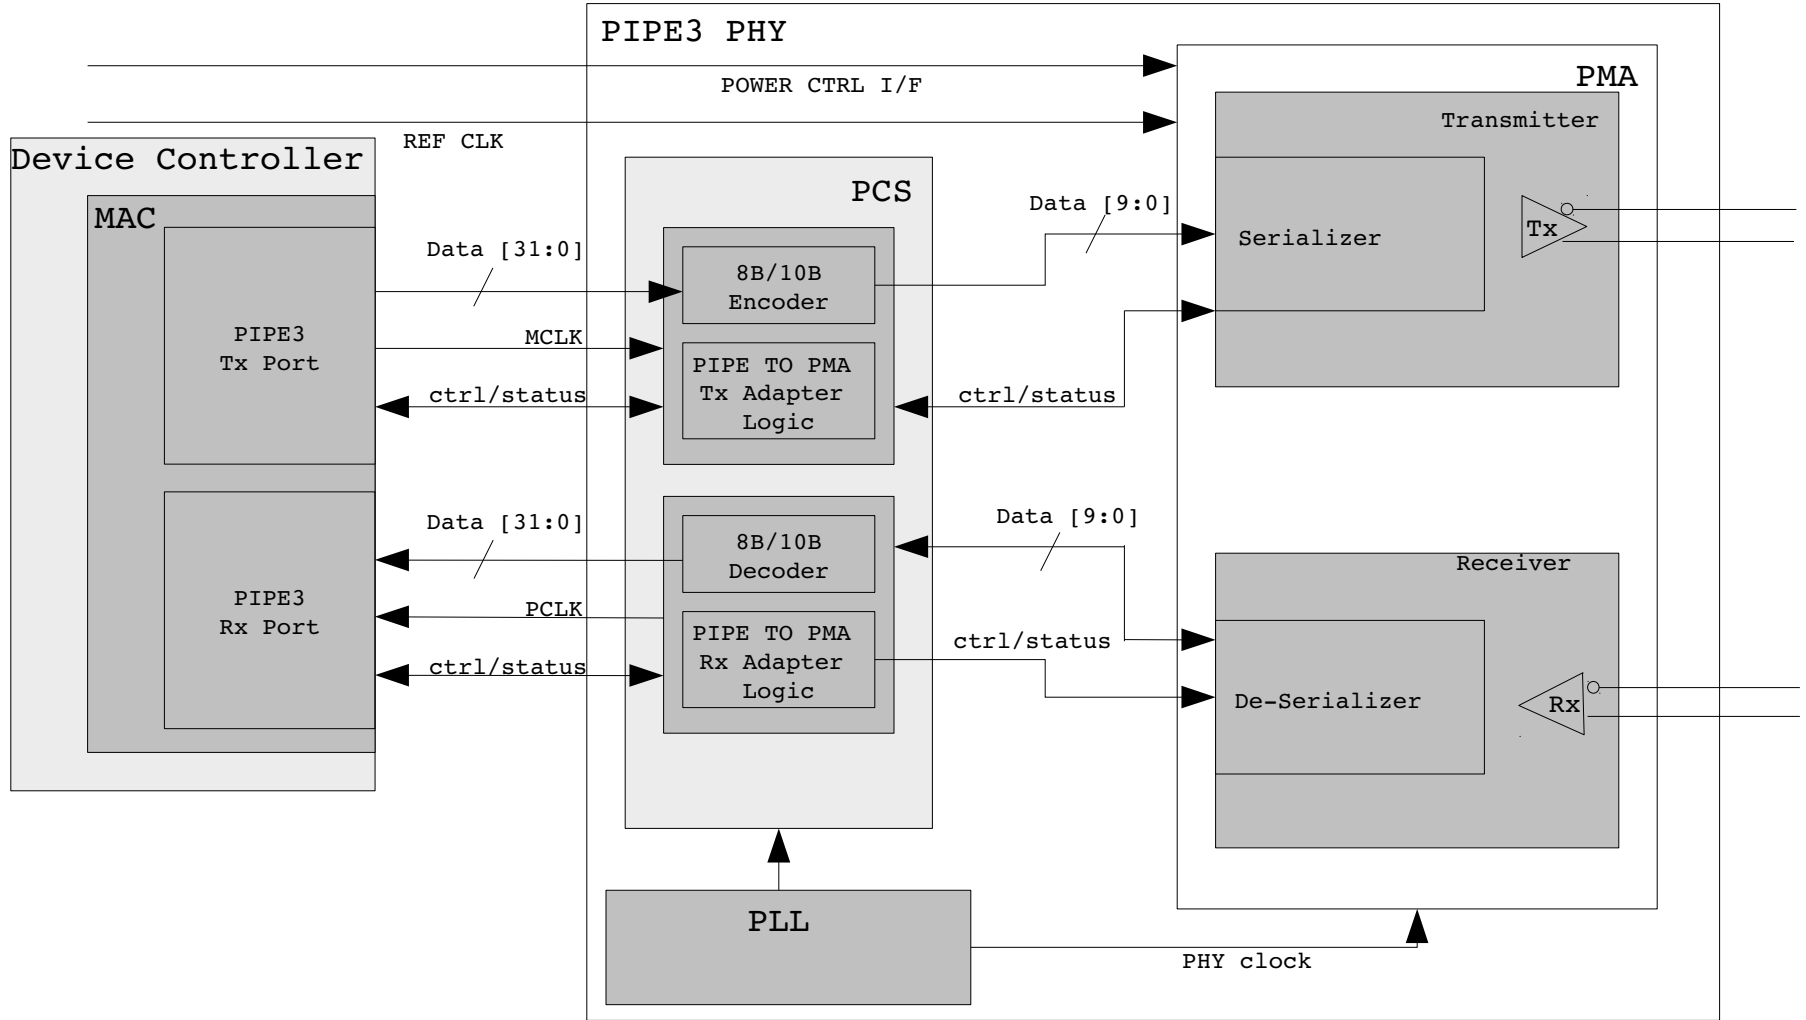 PIPE3 PHY
POWER CTRL I/F
REF CLK
PMA
Transmitter
Device Controller
MAC
PCS
Data [9:0]
Data [31:0]
8B/10B
Encoder
Serializer
Tx
PIPE3
Tx Port
MCLK
PIPE TO PMA
Tx Adapter
Logic
ctrl/status
ctrl/status
Data [31:0]
8B/10B
Decoder
Data [9:0]
Receiver
PIPE3
Rx Port
PCLK
PIPE TO PMA
Rx Adapter
Logic
ctrl/status
ctrl/status
De-Serializer
Rx
PLL
PHY clock